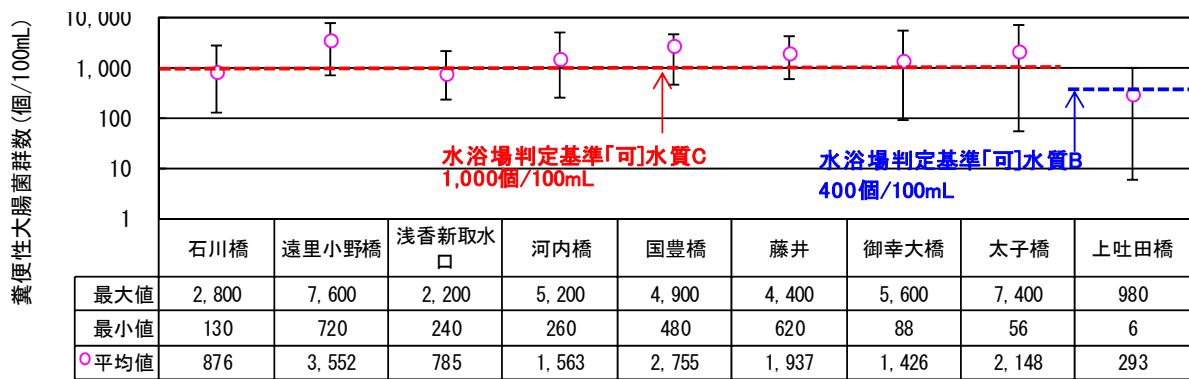 糞便性大腸菌群数(個/100mL)
10,000
1,000
100
10
1
水浴場判定基準「可」水質C
1,000個/100mL
水浴場判定基準「可」水質B
400個/100mL
石川橋 遠里小野橋 浅香新取水口 河内橋 国豊橋 藤井 御幸大橋 太子橋 上吐田橋
最大値 2,800 7,600 2,200 5,200 4,900 4,400 5,600 7,400 980
最小値 130 720 240 260 480 620 88 56 6
平均値 876 3,552 785 1,563 2,755 1,937 1,426 2,148 293